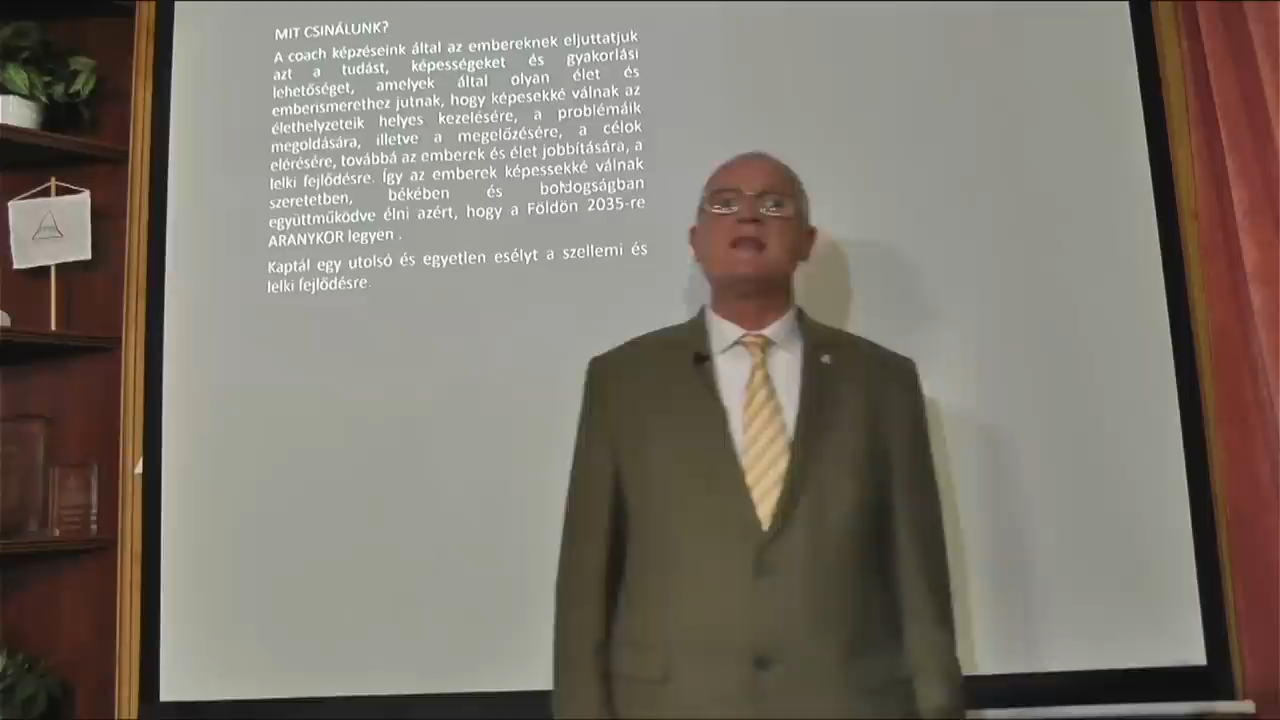 MIT CSINÁLUNK?
A coach képzéseink által az embereknek eljuttatjuk
azt a tudást, képességeket és gyakorlási
lehetőséget, amelyek által olyan élet és
emberismerethez jutnak, hogy képesekké válnak az
élethelyzeteik helyes kezelésére, a problémáik
megoldására, illetve a megelőzésére, a célok
elérésére, továbbá az emberek és élet jobbítására, a
lelki fejlődésre. Így az emberek képessekké válnak
szeretetben, békében és boldogságban
együttműködve élni azért, hogy a Földön 2035-re
ARANYKOR legyen .
Kaptál egy utolsó és egyetlen esélyt a szellemi és
lelki fejlődésre.